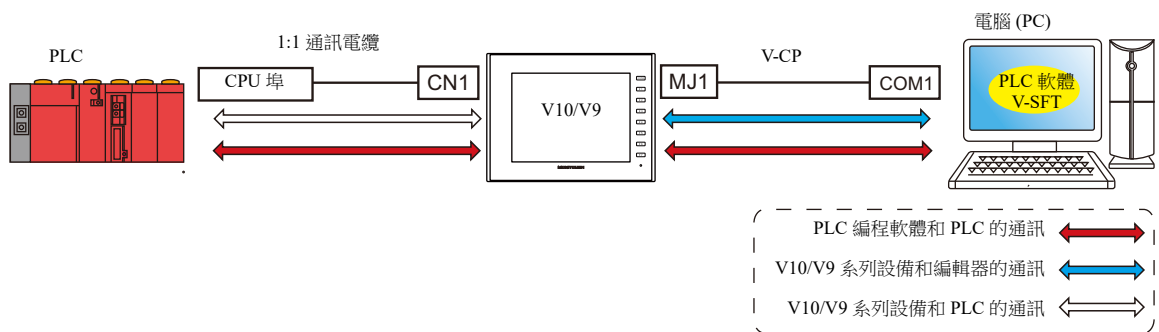 電腦 (PC)
PLC
1:1 通訊電纜
V-CP
CPU 埠
CN1
V10/V9
MJ1
COM1
PLC 軟體
V-SFT
PLC 編程軟體和 PLC 的通訊
V10/V9 系列設備和編輯器的通訊
V10/V9 系列設備和 PLC 的通訊